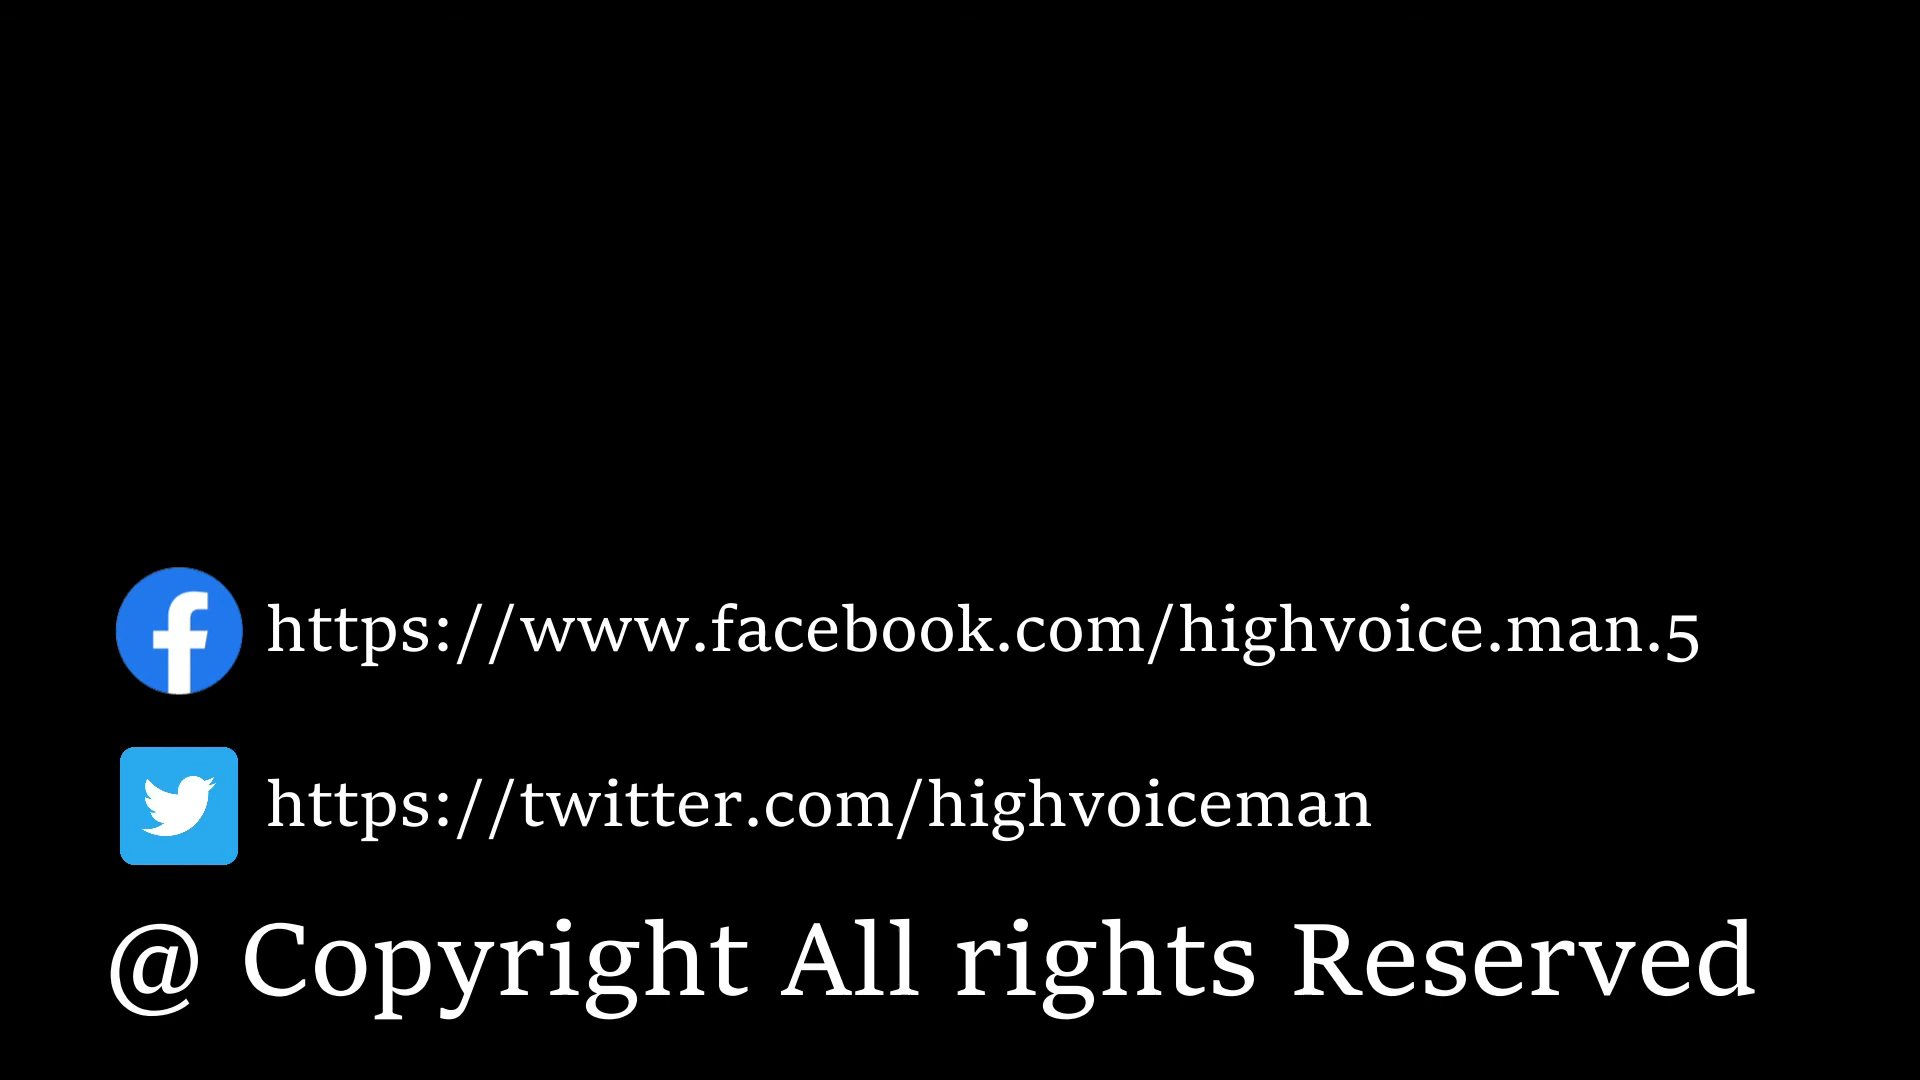 https://www.facebook.com/highvoice.man.5
https://twitter.com/highvoiceman
@ Copyright All rights Reserved